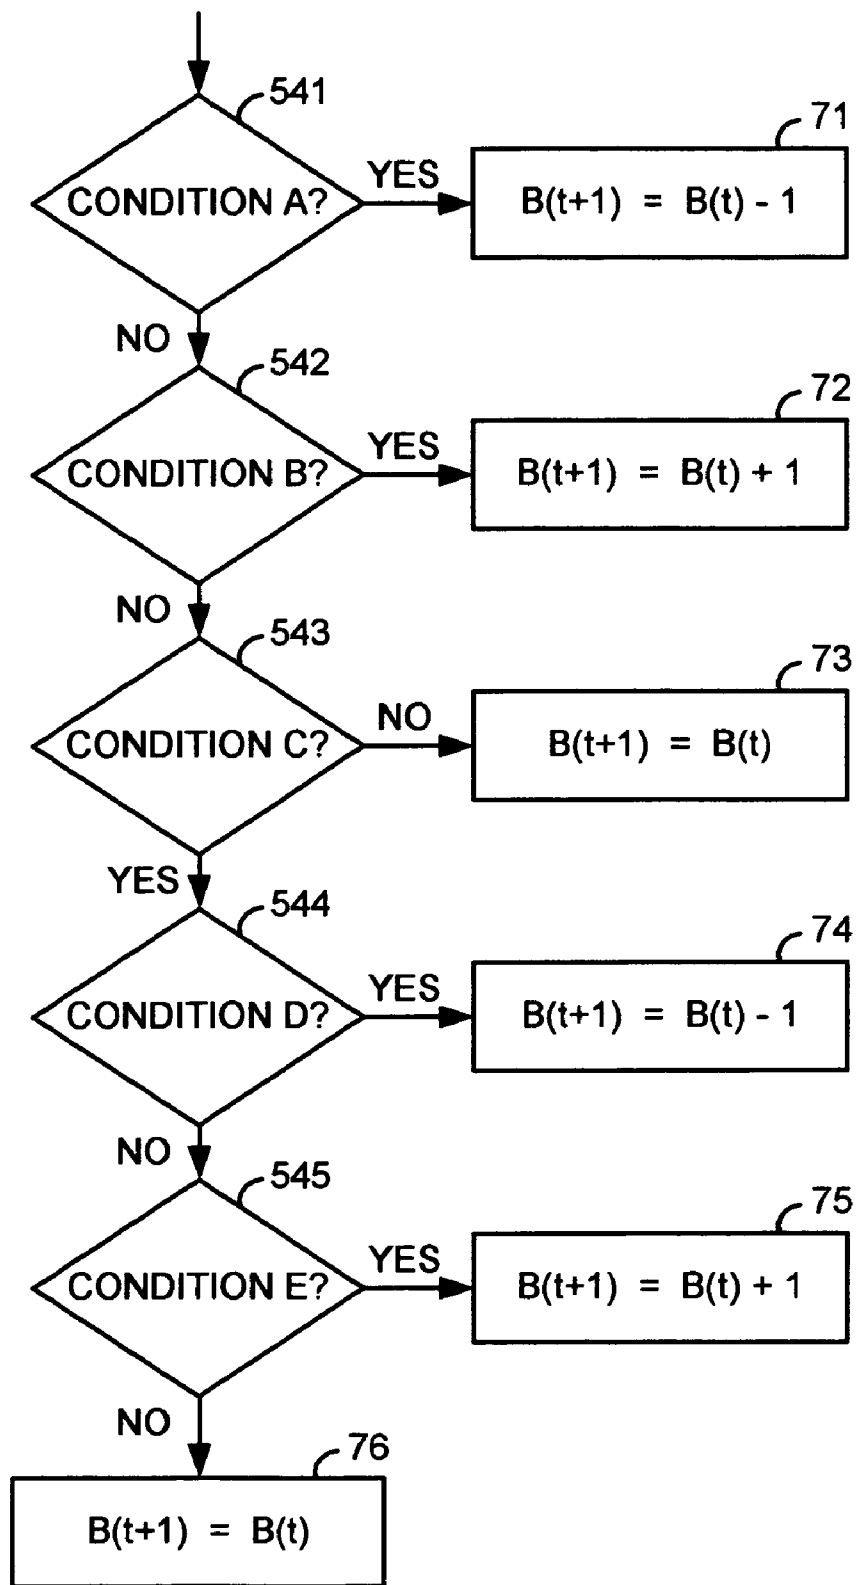 541
71
CONDITION A?
YES
B(t+1) = B(t) - 1
NO
542
72
CONDITION B?
YES
B(t+1) = B(t) + 1
NO
543
73
CONDITION C?
NO
B(t+1) = B(t)
YES
544
74
CONDITION D?
YES
B(t+1) = B(t) - 1
NO
545
75
CONDITION E?
YES
B(t+1) = B(t) + 1
NO
76
B(t+1) = B(t)